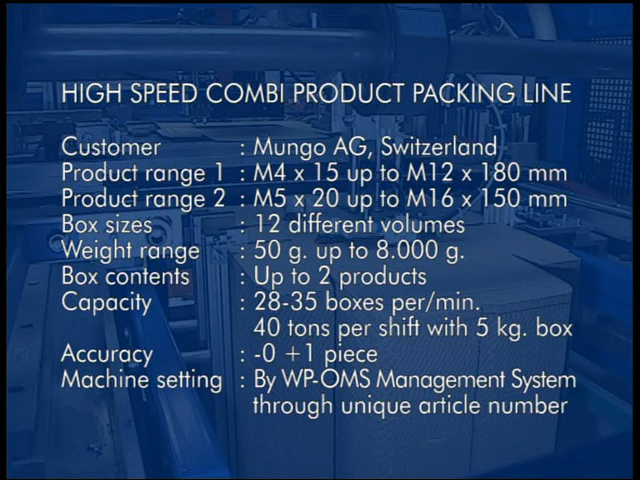 HIGH SPEED COMBI PRODUCT PACKING LINE
Customer : Mungo AG, Switzerland
Product range 1 : M4 x 15 up to M12 x 180 mm
Product range 2 : M5 x 20 up to M16 x 150 mm
Box sizes : 12 different volumes
Weight range : 50 g. up to 8.000 g.
Box contents : Up to 2 products
Capacity : 28-35 boxes per/min.
40 tons per shift with 5 kg. box
Accuracy : -0 +1 piece
Machine setting : By WP-OMS Management System
through unique article number